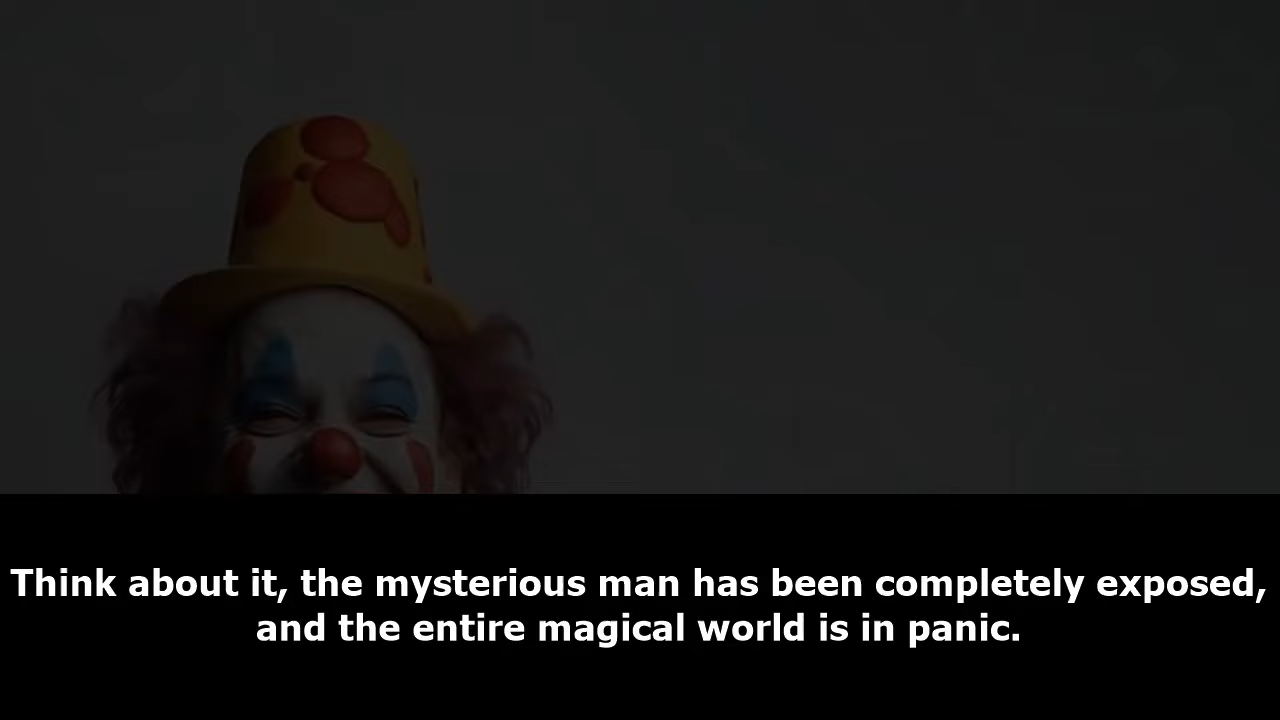 Think about it, the mysterious man has been completely exposed,
and the entire magical world is in panic.